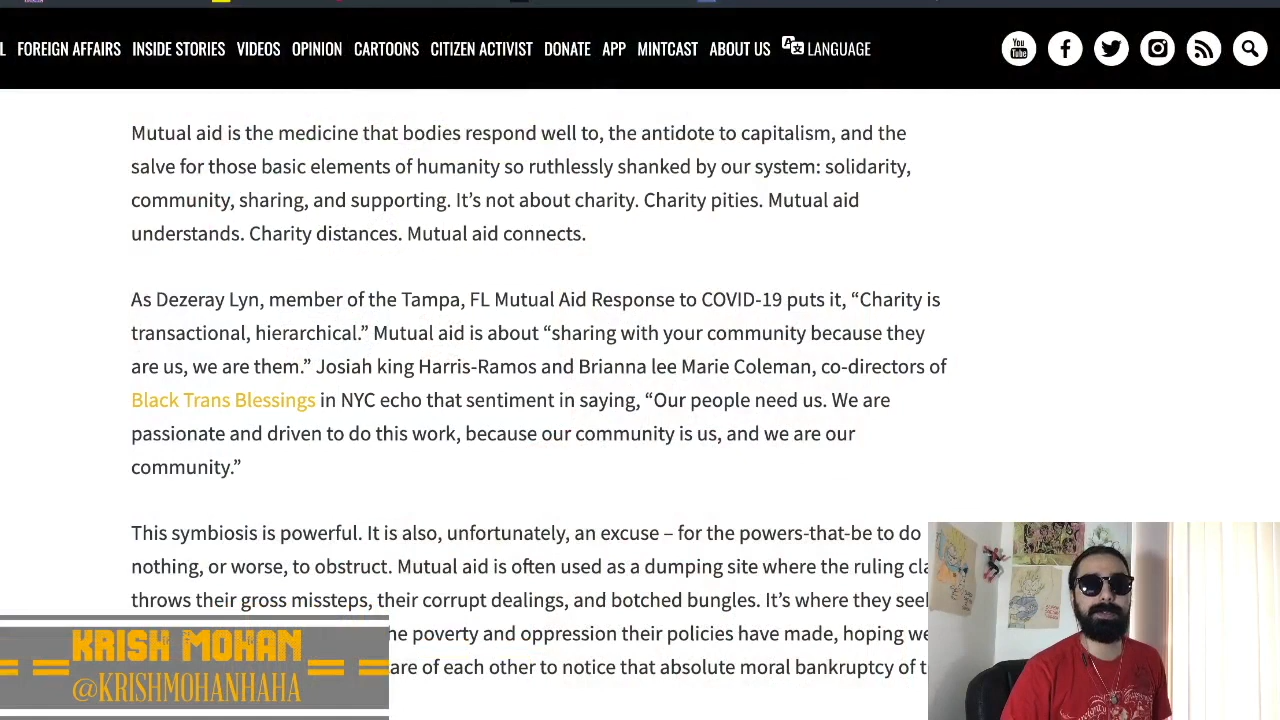 L FOREIGN AFFAIRS INSIDE STORIES VIDEOS OPINION CARTOONS CITIZEN ACTIVIST DONATE APP MINTCAST ABOUT US LANGUAGE
You Tube
Mutual aid is the medicine that bodies respond well to, the antidote to capitalism, and the
salve for those basic elements of humanity so ruthlessly shanked by our system: solidarity,
community, sharing, and supporting. It’s not about charity. Charity pities. Mutual aid
understands. Charity distances. Mutual aid connects.
As Dezeray Lyn, member of the Tampa, FL Mutual Aid Response to COVID-19 puts it, “Charity is
transactional, hierarchical.” Mutual aid is about “sharing with your community because they
are us, we are them.” Josiah king Harris-Ramos and Brianna lee Marie Coleman, co-directors of
Black Trans Blessings in NYC echo that sentiment in saying, “Our people need us. We are
passionate and driven to do this work, because our community is us, and we are our
community.”
This symbiosis is powerful. It is also, unfortunately, an excuse – for the powers-that-be to do
nothing, or worse, to obstruct. Mutual aid is often used as a dumping site where the ruling cla
throws their gross missteps, their corrupt dealings, and botched bungles. It’s where they see
he poverty and oppression their policies have made, hoping we
are of each other to notice that absolute moral bankruptcy of t
KRISH MOHAN
@KRISHMOHANHAHA